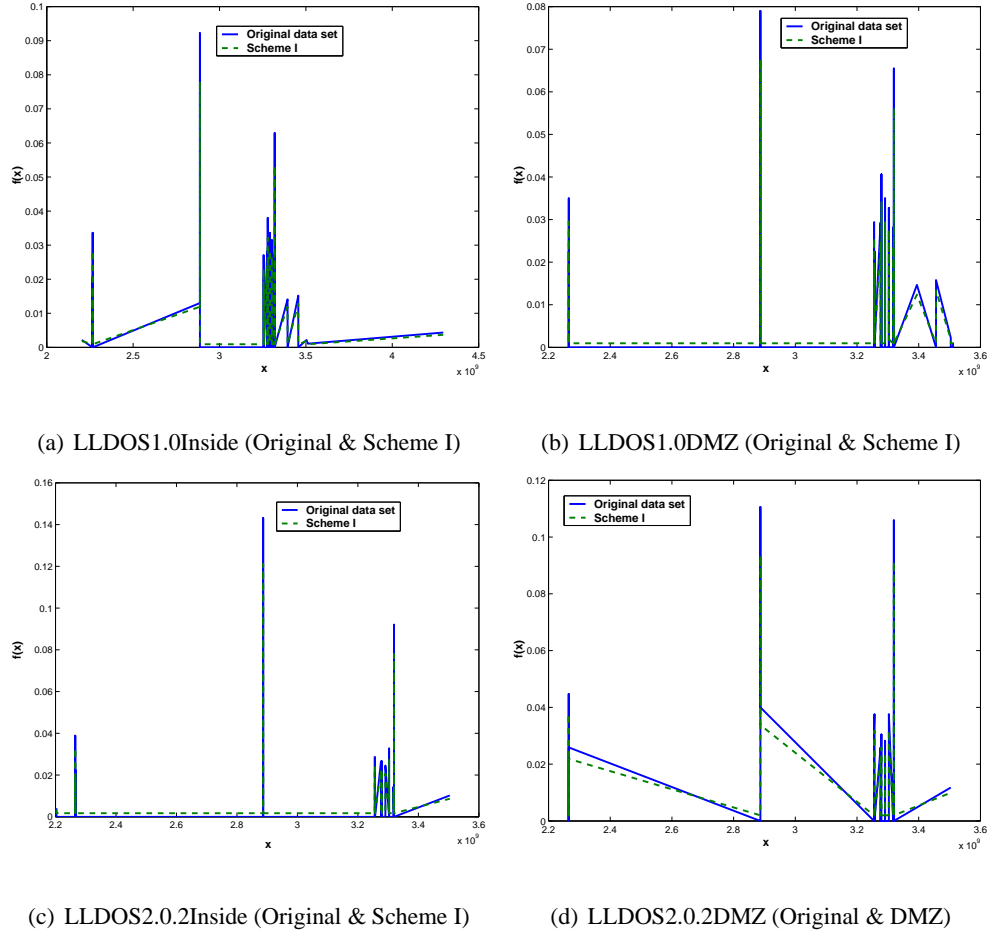 0.1
0.09
0.08
0.07
0.06
0.05
0.04
0.03
0.02
0.01
0
f(x)
Original data set
Scheme I
2 2.5 3 3.5 4 4.5
x
x 10^9
(a) LLDOS1.0Inside (Original & Scheme I)
0.08
0.07
0.06
0.05
0.04
0.03
0.02
0.01
0
f(x)
Original data set
Scheme I
2.2 2.4 2.6 2.8 3 3.2 3.4 3.6
x
x 10^9
(b) LLDOS1.0DMZ (Original & Scheme I)
0.16
0.14
0.12
0.1
0.08
0.06
0.04
0.02
0
f(x)
Original data set
Scheme I
2.2 2.4 2.6 2.8 3 3.2 3.4 3.6
x
x 10^9
(c) LLDOS2.0.2Inside (Original & Scheme I)
0.12
0.1
0.08
0.06
0.04
0.02
0
f(x)
Original data set
Scheme I
2.2 2.4 2.6 2.8 3 3.2 3.4 3.6
x
x 10^9
(d) LLDOS2.0.2DMZ (Original & DMZ)